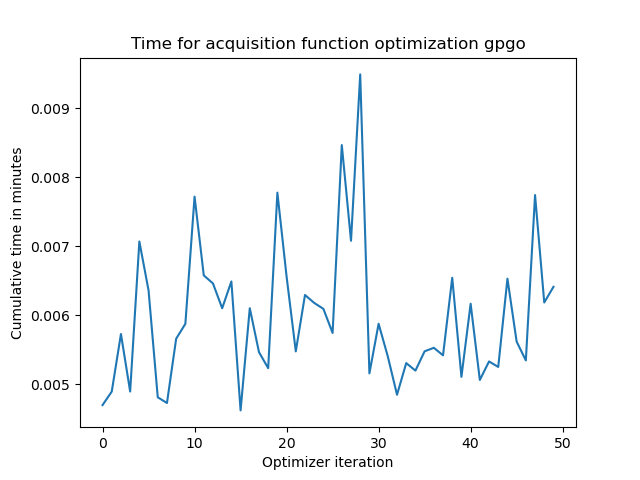 Time for acquisition function optimization gpgo
Cumulative time in minutes
0.009
0.008
0.007
0.006
0.005
0 10 20 30 40 50
Optimizer iteration